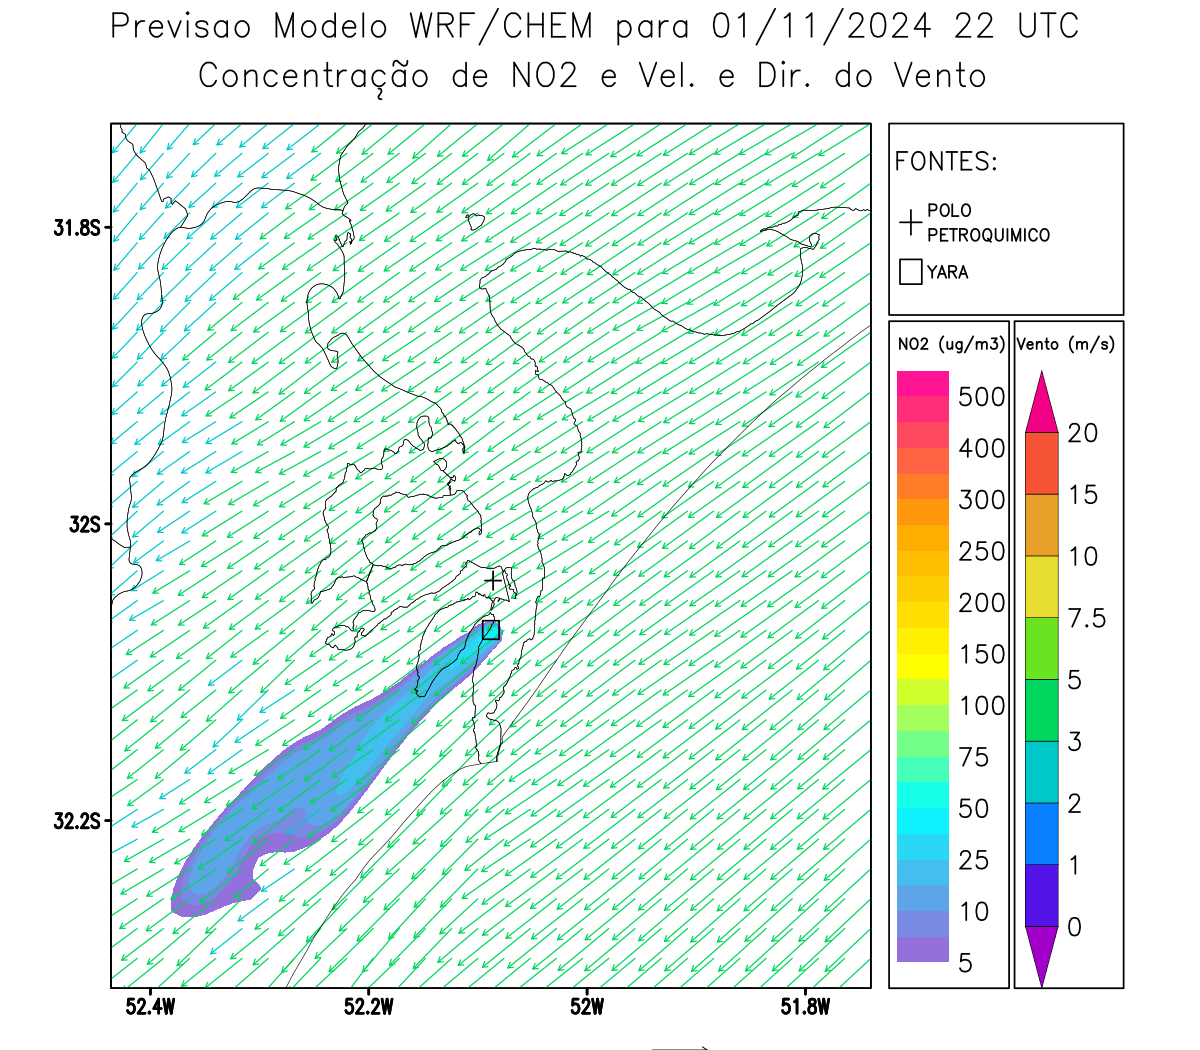 Previsao Modelo WRF/CHEM para 01/11/2024 22 UTC
Concentração de NO2 e Vel. e Dir. do Vento
FONTES:
POLO
PETROQUIMICO
YARA
NO2 (ug/m3)
500
400
300
250
200
150
100
75
50
25
10
5
Vento (m/s)
20
15
10
7.5
5
3
2
1
0
31.8S
32S
32.2S
52.4W
52.2W
52W
51.8W